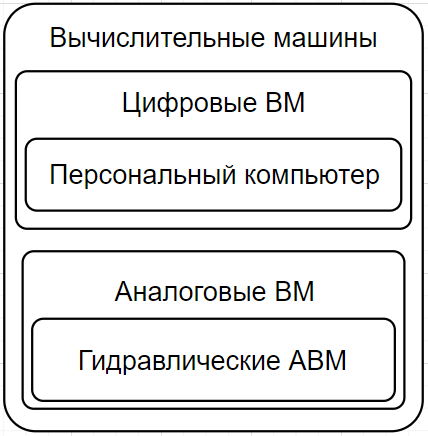 Вычислительные машины
Цифровые ВМ
Персональный компьютер
Аналоговые ВМ
Гидравлические АВМ